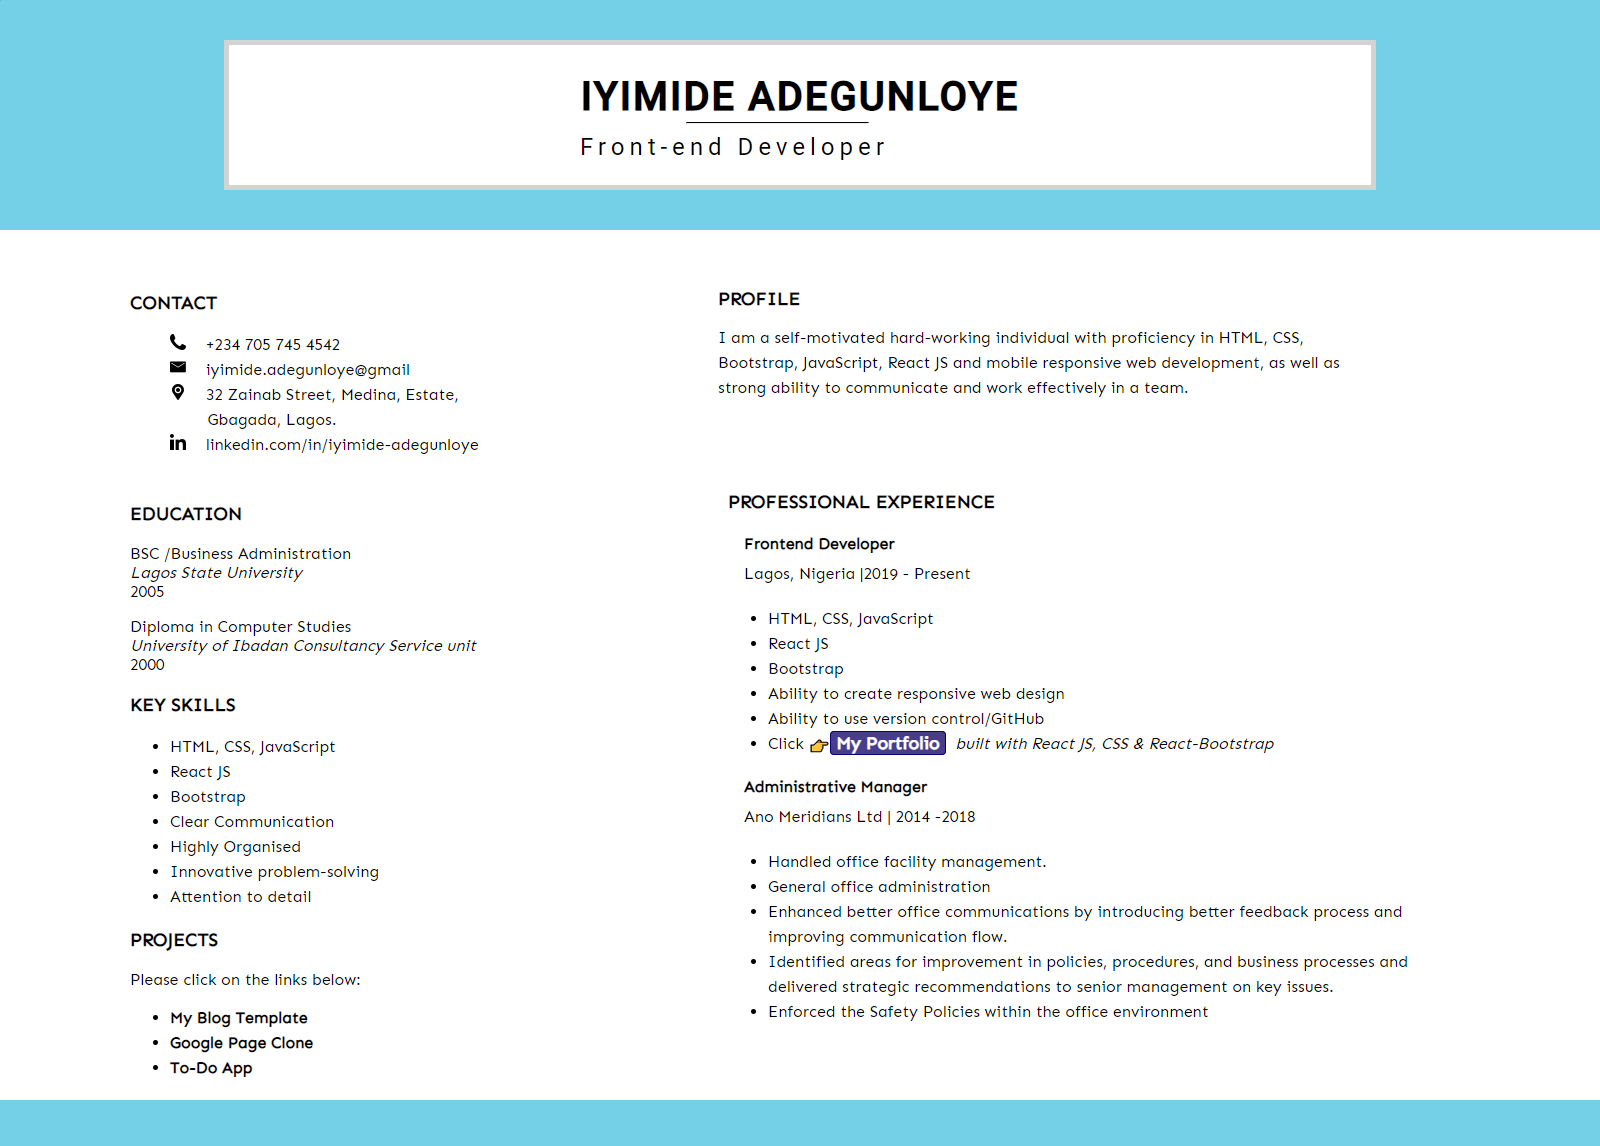 IYIMIDE ADEGUNLOYE
Front-end Developer
CONTACT
+234 705 745 4542
iyimide.adegunloye@gmail
32 Zainab Street, Medina, Estate,
Gbagada, Lagos.
linkedin.com/in/iyimide-adegunloye
EDUCATION
BSC /Business Administration
Lagos State University
2005
Diploma in Computer Studies
University of Ibadan Consultancy Service unit
2000
KEY SKILLS
HTML, CSS, JavaScript
React JS
Bootstrap
Clear Communication
Highly Organised
Innovative problem-solving
Attention to detail
PROJECTS
Please click on the links below:
My Blog Template
Google Page Clone
To-Do App
PROFILE
I am a self-motivated hard-working individual with proficiency in HTML, CSS,
Bootstrap, JavaScript, React JS and mobile responsive web development, as well as
strong ability to communicate and work effectively in a team.
PROFESSIONAL EXPERIENCE
Frontend Developer
Lagos, Nigeria |2019 - Present
HTML, CSS, JavaScript
React JS
Bootstrap
Ability to create responsive web design
Ability to use version control/GitHub
Click 👉 My Portfolio built with React JS, CSS & React-Bootstrap
Administrative Manager
Ano Meridians Ltd | 2014 -2018
Handled office facility management.
General office administration
Enhanced better office communications by introducing better feedback process and
improving communication flow.
Identified areas for improvement in policies, procedures, and business processes and
delivered strategic recommendations to senior management on key issues.
Enforced the Safety Policies within the office environment